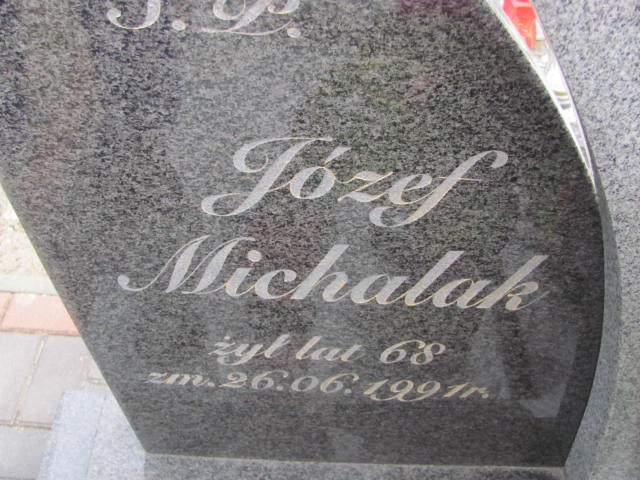 Ś. P.
Józef
Michalak
żył lat 68
zm. 26.06.1991r.